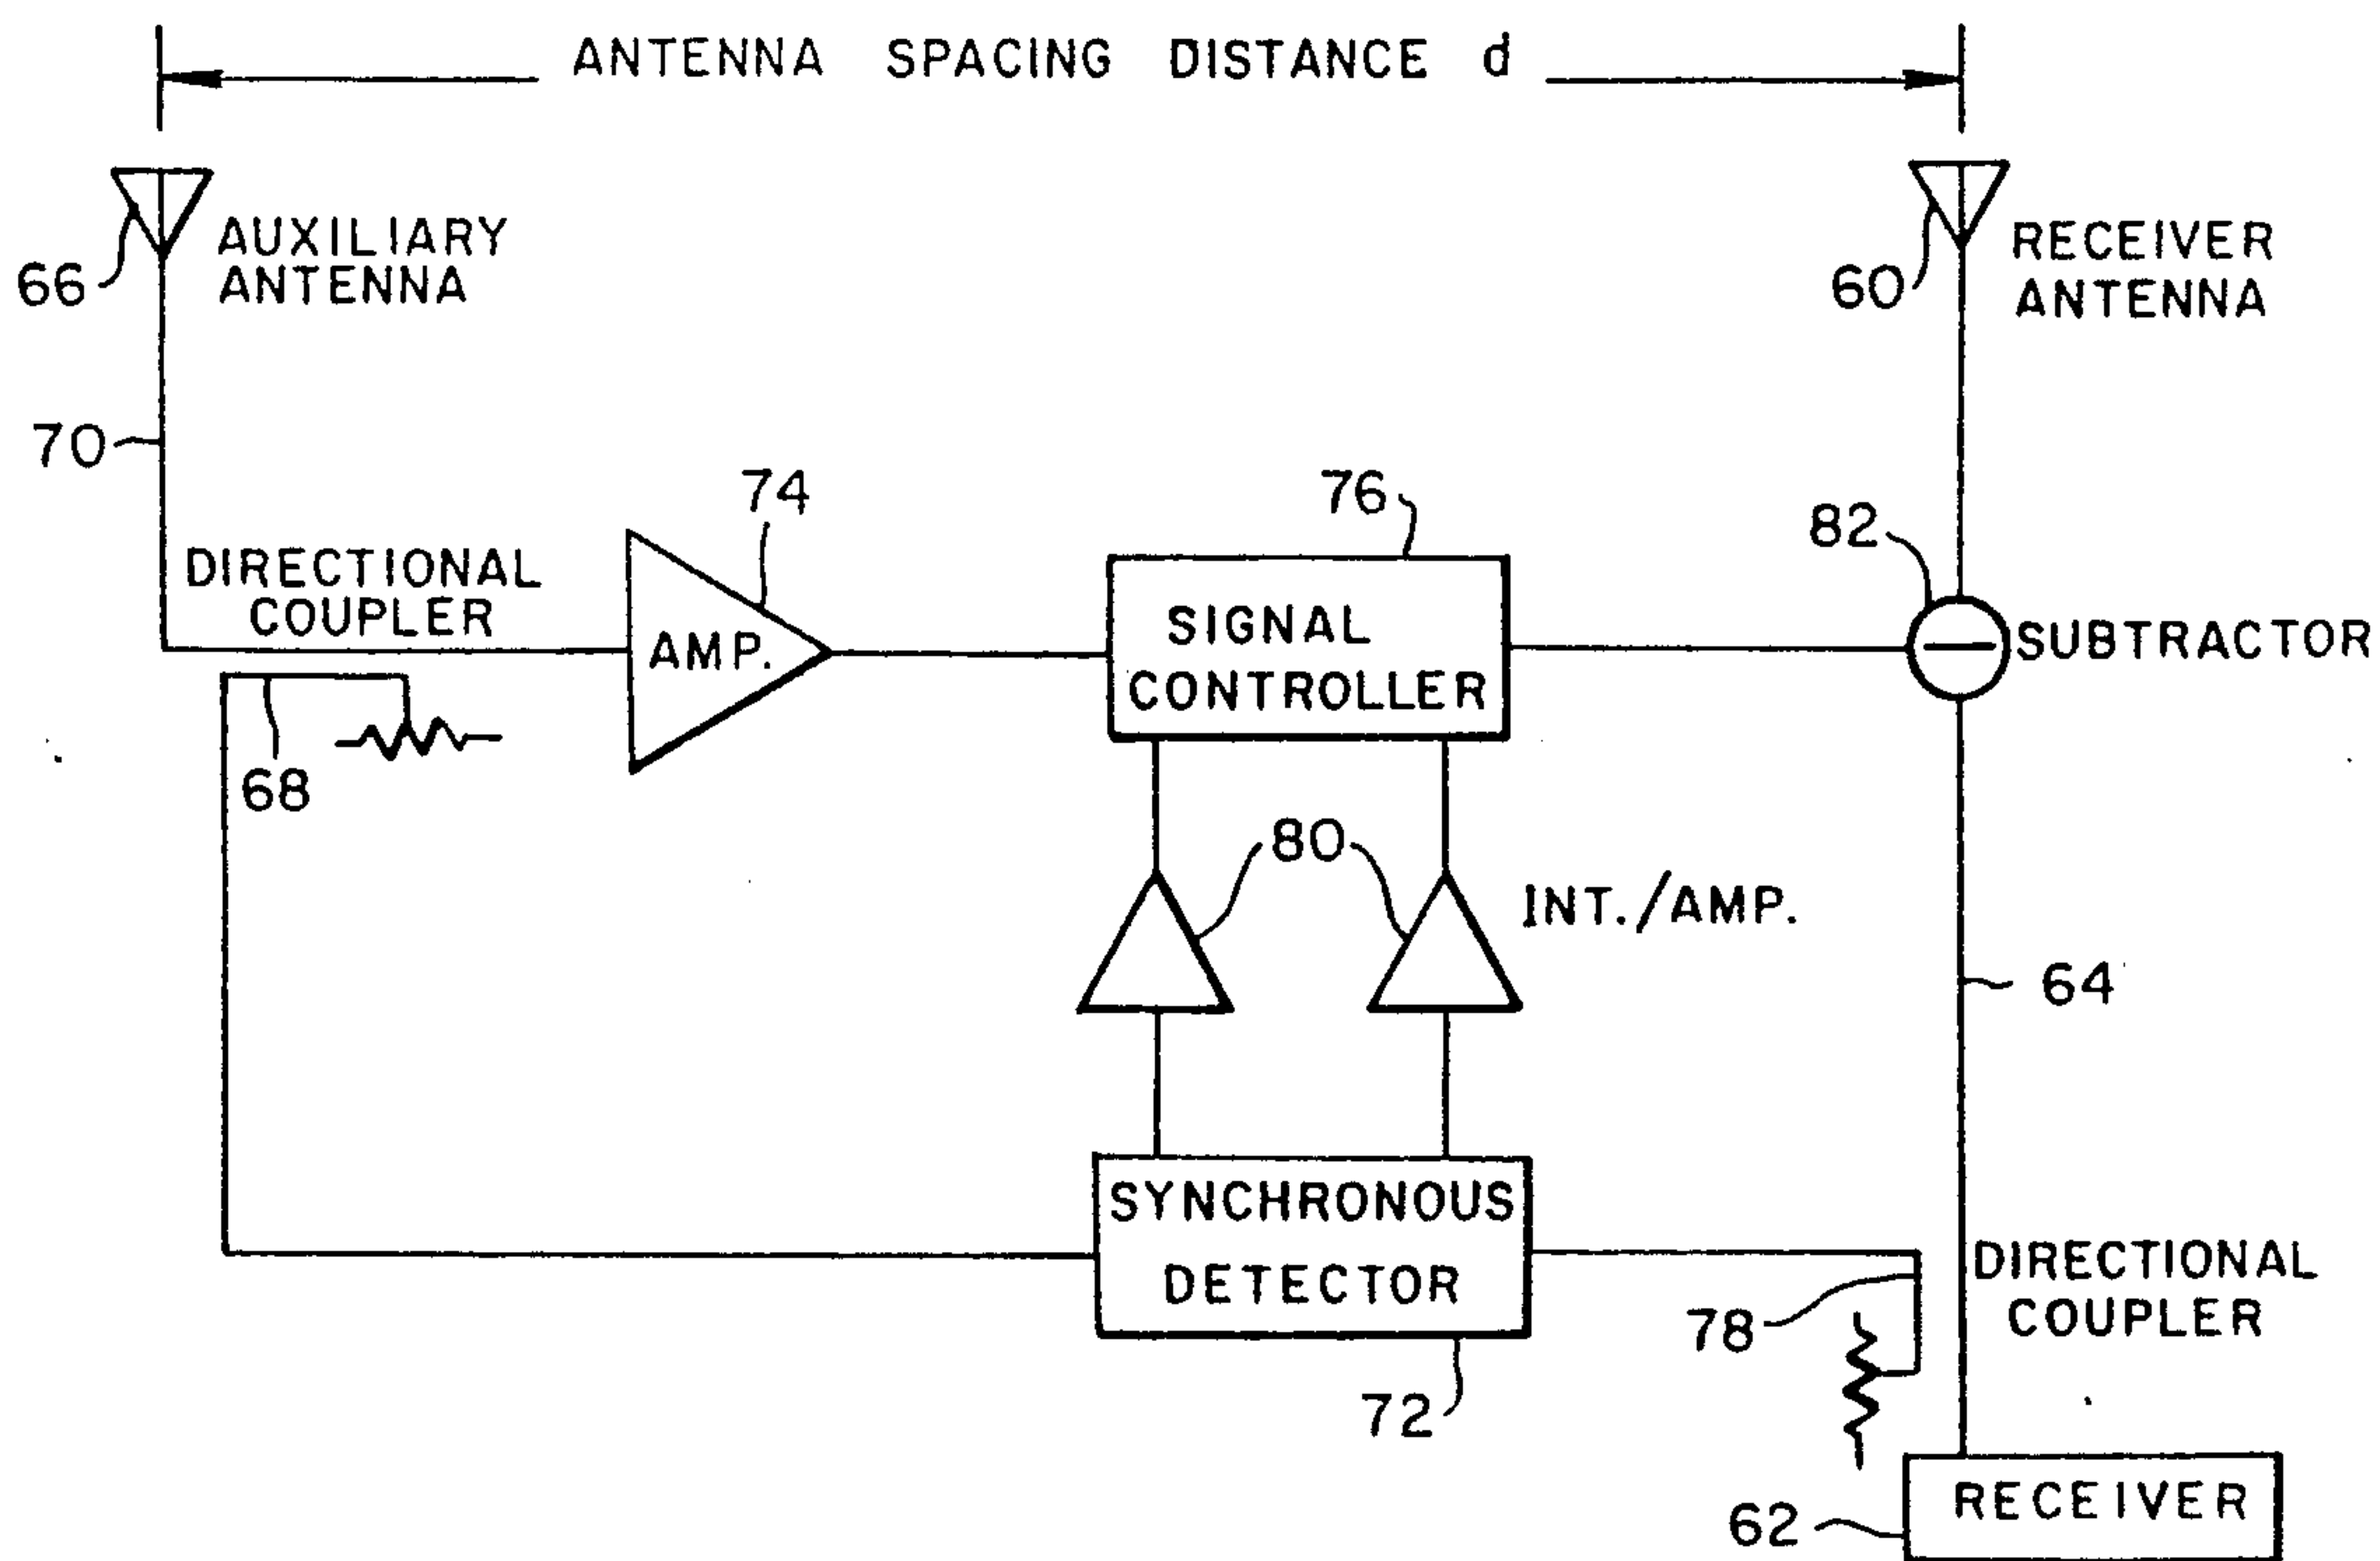 ANTENNA SPACING DISTANCE d
AUXILIARY
ANTENNA
66
RECEIVER
ANTENNA
60
70
74
76
82
DIRECTIONAL
COUPLER
AMP.
SIGNAL
CONTROLLER
SUBTRACTOR
68
80
INT./AMP.
64
SYNCHRONOUS
DETECTOR
DIRECTIONAL
COUPLER
78
72
RECEIVER
62